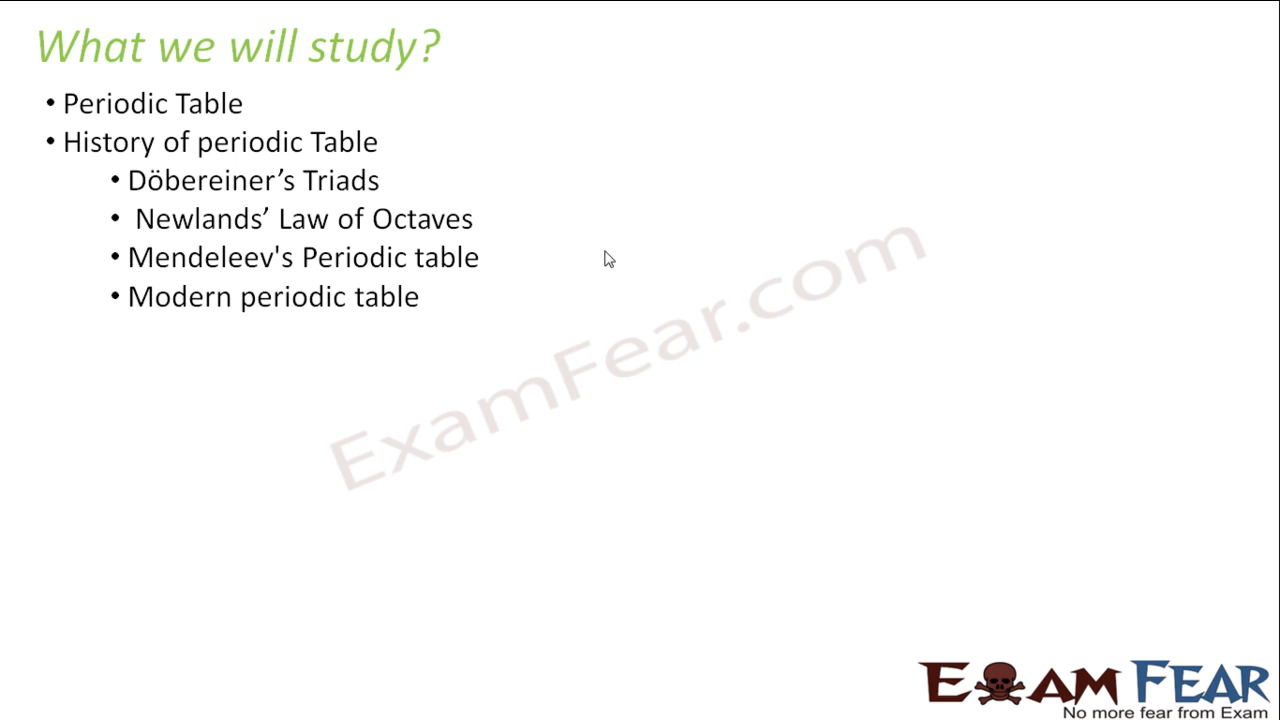 What we will study?
• Periodic Table
• History of periodic Table
• Döbereiner’s Triads
• Newlands’ Law of Octaves
• Mendeleev's Periodic table
• Modern periodic table
ExamFear.com
EXAM FEAR
No more fear from Exam